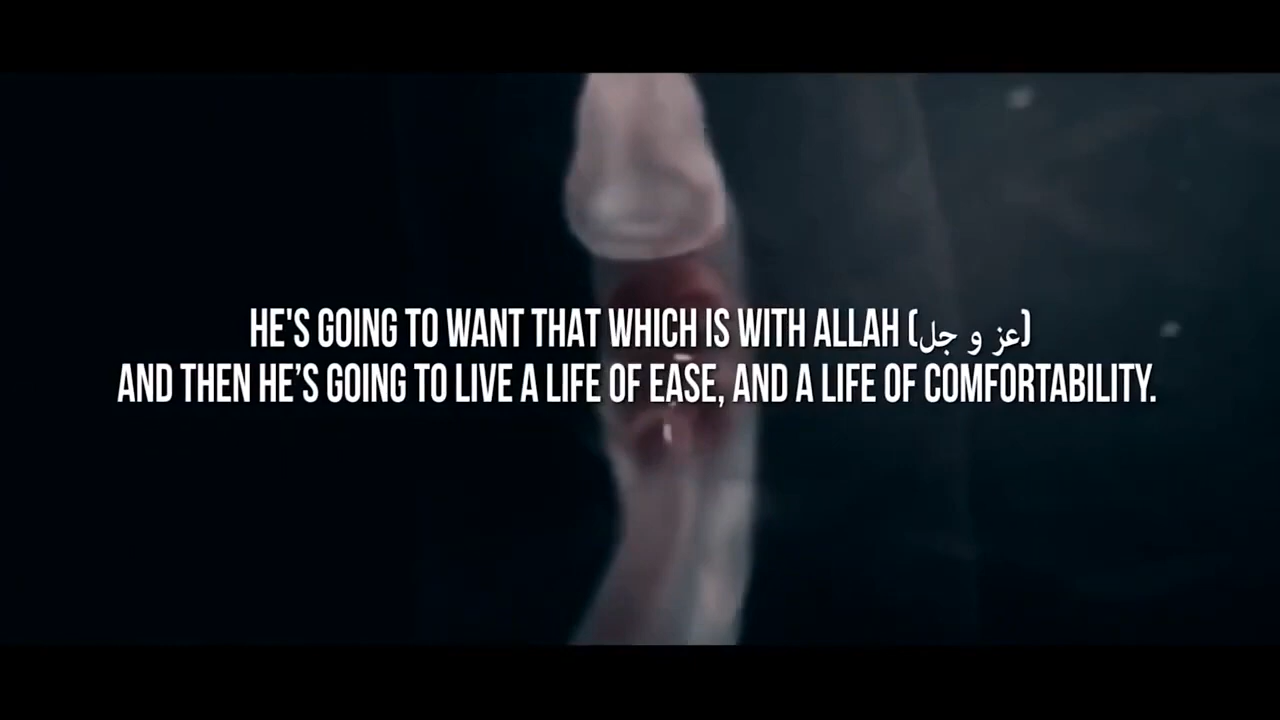 HE'S GOING TO WANT THAT WHICH IS WITH ALLAH (عز و جل)
AND THEN HE’S GOING TO LIVE A LIFE OF EASE, AND A LIFE OF COMFORTABILITY.